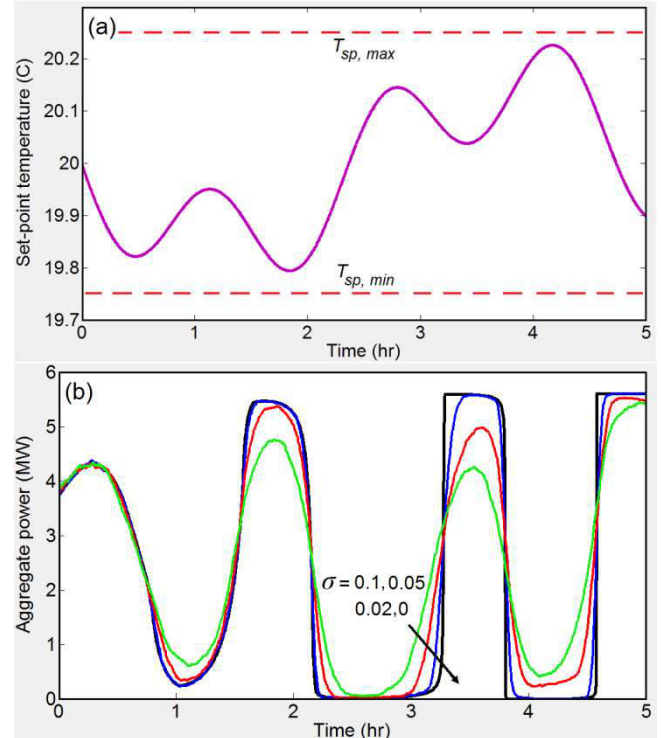 (a)
T_sp, max
T_sp, min
Set-point temperature (C)
20.2
20.1
20
19.9
19.8
19.7
0 1 2 3 4 5
Time (hr)
(b)
Aggregate power (MW)
6
5
4
3
2
1
0
σ = 0.1, 0.05
0.02, 0
0 1 2 3 4 5
Time (hr)